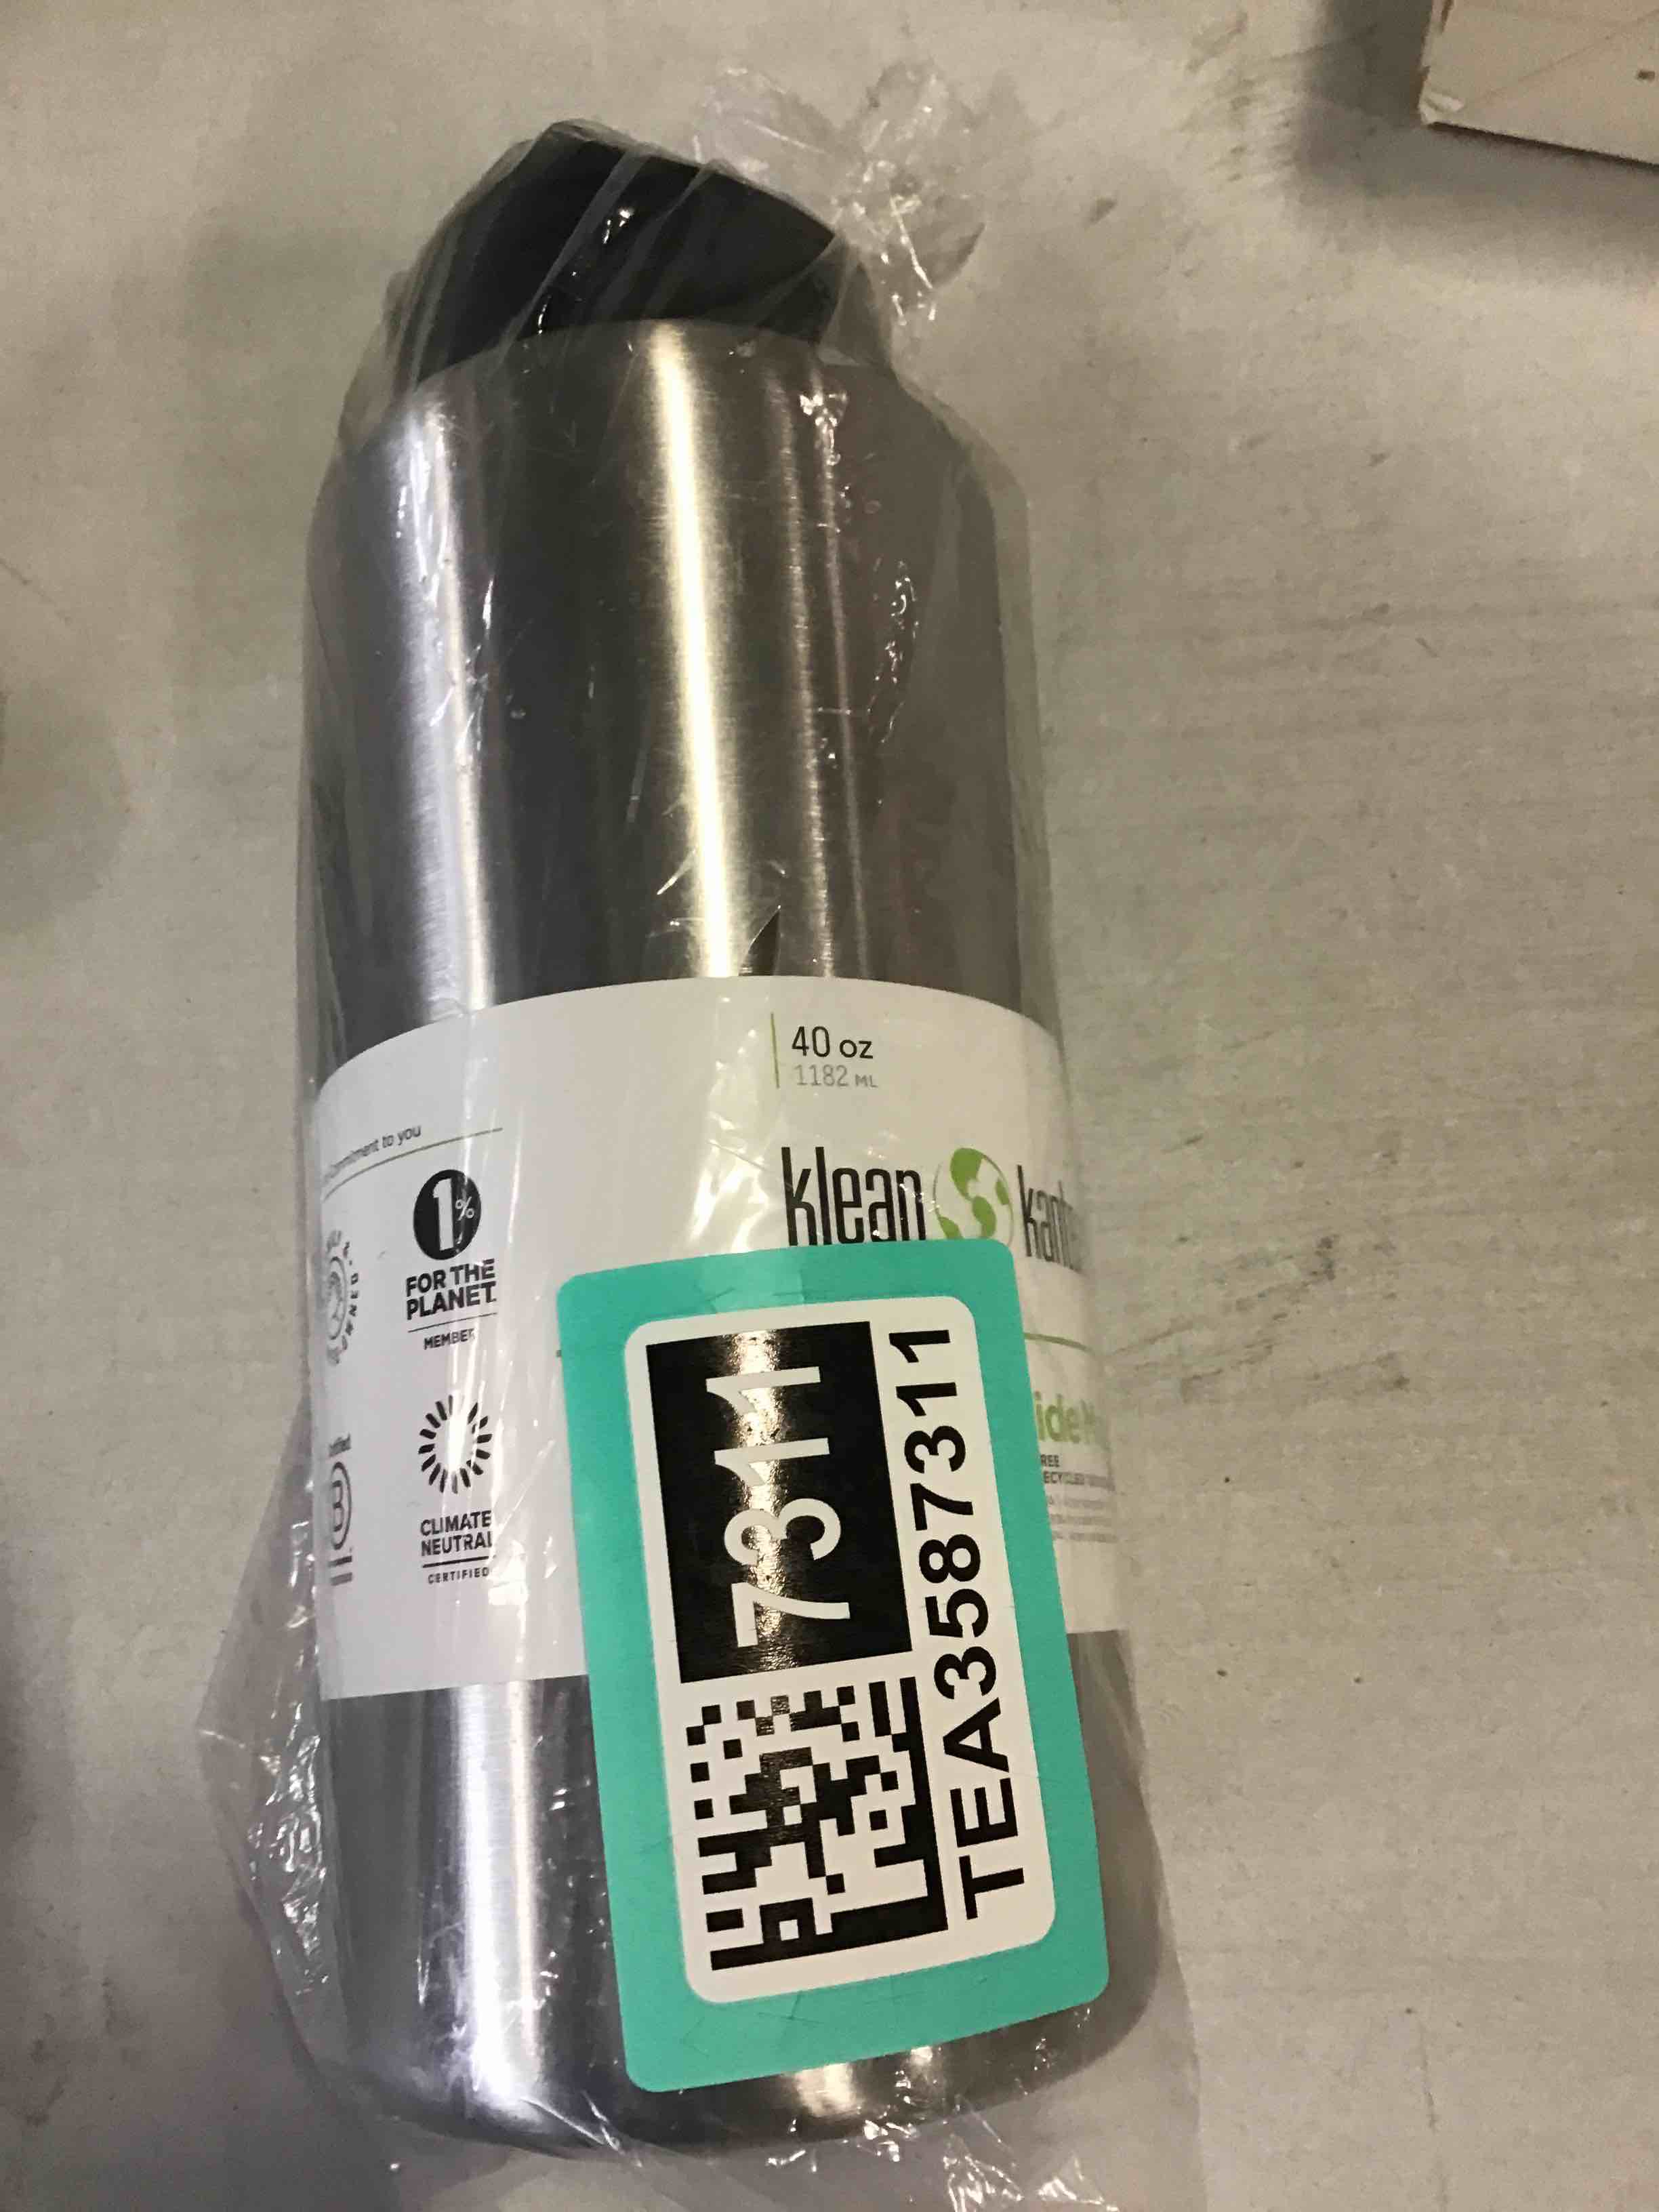 40 oz
1182 ML
commitment to you
klean
1%
FOR THE
PLANET
MEMBER
CLIMATE
NEUTRAL
CERTIFIED
B
7311
TEA3587311